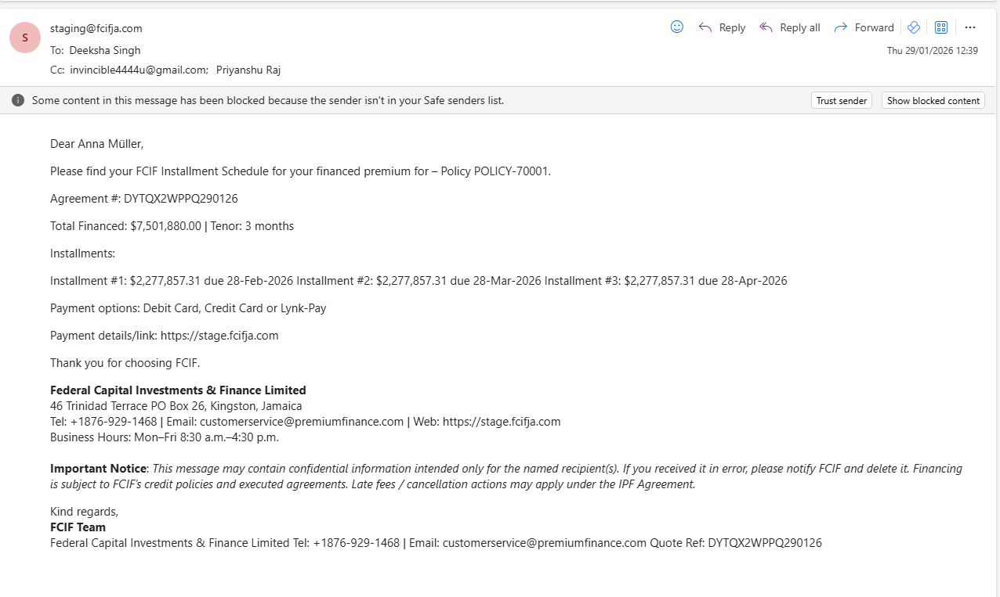 staging@fcifja.com
Reply
Reply all
Forward
S
To: Deeksha Singh
Thu 29/01/2026 12:39
Cc: invincible4444u@gmail.com; Priyanshu Raj
Some content in this message has been blocked because the sender isn't in your Safe senders list.
Trust sender
Show blocked content
Dear Anna Müller,
Please find your FCIF Installment Schedule for your financed premium for – Policy POLICY-70001.
Agreement #: DYTQX2WPPQ290126
Total Financed: $7,501,880.00 | Tenor: 3 months
Installments:
Installment #1: $2,277,857.31 due 28-Feb-2026 Installment #2: $2,277,857.31 due 28-Mar-2026 Installment #3: $2,277,857.31 due 28-Apr-2026
Payment options: Debit Card, Credit Card or Lynk-Pay
Payment details/link: https://stage.fcifja.com
Thank you for choosing FCIF.
Federal Capital Investments & Finance Limited
46 Trinidad Terrace PO Box 26, Kingston, Jamaica
Tel: +1876-929-1468 | Email: customerservice@premiumfinance.com | Web: https://stage.fcifja.com
Business Hours: Mon–Fri 8:30 a.m.–4:30 p.m.
Important Notice: This message may contain confidential information intended only for the named recipient(s). If you received it in error, please notify FCIF and delete it. Financing
is subject to FCIF’s credit policies and executed agreements. Late fees / cancellation actions may apply under the IPF Agreement.
Kind regards,
FCIF Team
Federal Capital Investments & Finance Limited Tel: +1876-929-1468 | Email: customerservice@premiumfinance.com Quote Ref: DYTQX2WPPQ290126